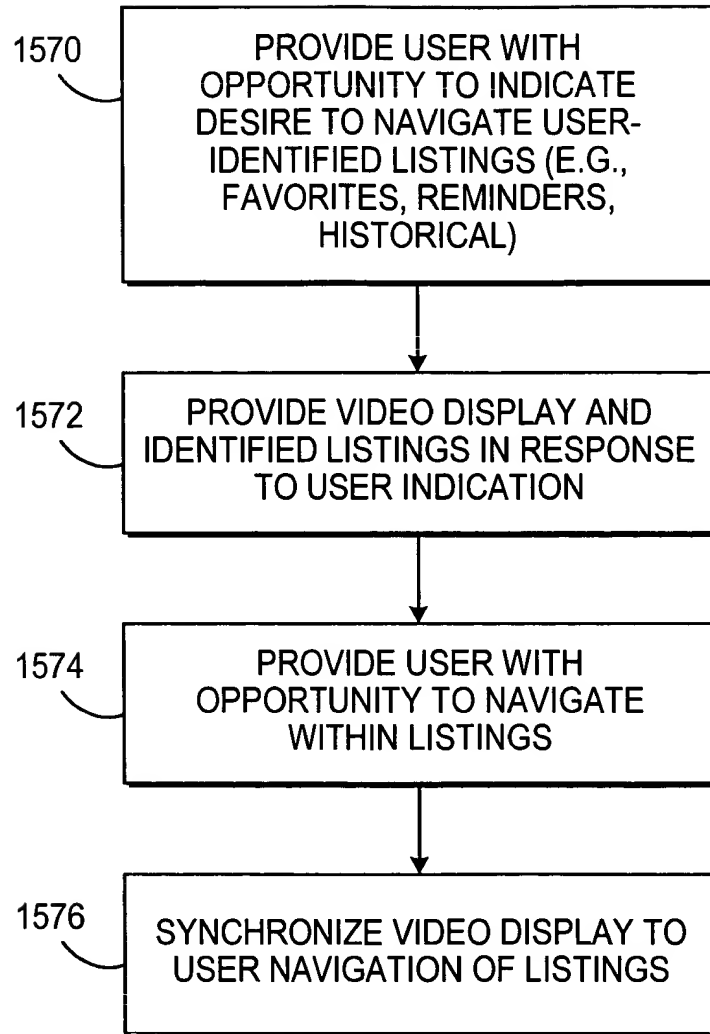 1570
PROVIDE USER WITH
OPPORTUNITY TO INDICATE
DESIRE TO NAVIGATE USER-
IDENTIFIED LISTINGS (E.G.,
FAVORITES, REMINDERS,
HISTORICAL)
1572
PROVIDE VIDEO DISPLAY AND
IDENTIFIED LISTINGS IN RESPONSE
TO USER INDICATION
1574
PROVIDE USER WITH
OPPORTUNITY TO NAVIGATE
WITHIN LISTINGS
1576
SYNCHRONIZE VIDEO DISPLAY TO
USER NAVIGATION OF LISTINGS